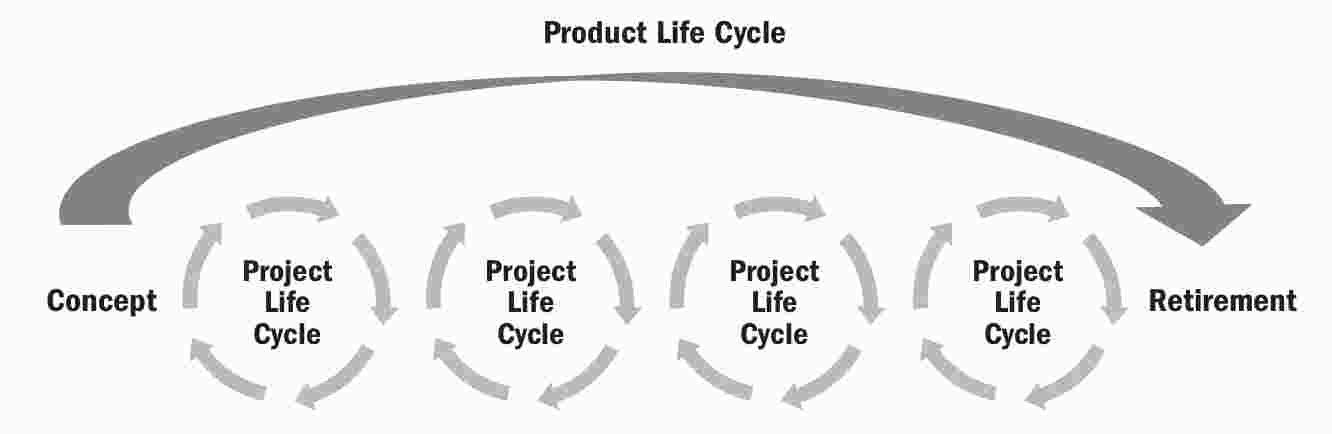 Product Life Cycle
Concept
Project
Life
Cycle
Project
Life
Cycle
Project
Life
Cycle
Project
Life
Cycle
Retirement